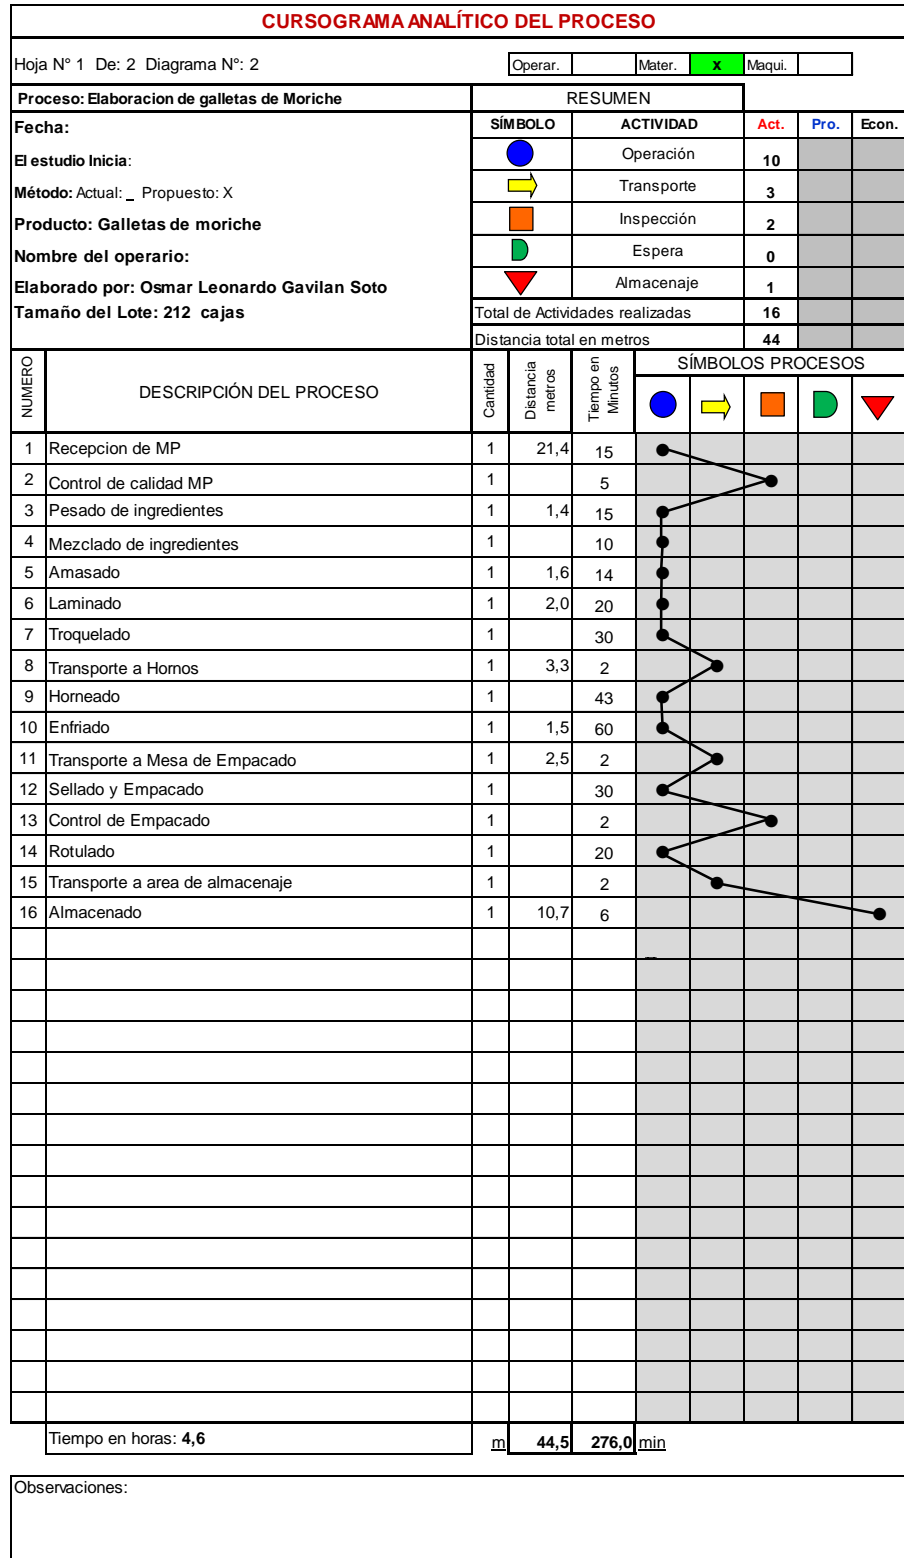 CURSOGRAMA ANALÍTICO DEL PROCESO
Hoja N° 1 De: 2 Diagrama N°: 2 Operar. Mater. x Maqui.
Proceso: Elaboracion de galletas de Moriche RESUMEN
Fecha: SÍMBOLO ACTIVIDAD Act. Pro. Econ.
El estudio Inicia: Operación 10
Método: Actual: _ Propuesto: X Transporte 3
Producto: Galletas de moriche Inspección 2
Nombre del operario: Espera 0
Elaborado por: Osmar Leonardo Gavilan Soto Almacenaje 1
Tamaño del Lote: 212 cajas Total de Actividades realizadas 16
Distancia total en metros 44
NUMERO DESCRIPCIÓN DEL PROCESO Cantidad Distancia metros Tiempo en Minutos SÍMBOLOS PROCESOS
1 Recepcion de MP 1 21,4 15
2 Control de calidad MP 1 5
3 Pesado de ingredientes 1 1,4 15
4 Mezclado de ingredientes 1 10
5 Amasado 1 1,6 14
6 Laminado 1 2,0 20
7 Troquelado 1 30
8 Transporte a Hornos 1 3,3 2
9 Horneado 1 43
10 Enfriado 1 1,5 60
11 Transporte a Mesa de Empacado 1 2,5 2
12 Sellado y Empacado 1 30
13 Control de Empacado 1 2
14 Rotulado 1 20
15 Transporte a area de almacenaje 1 2
16 Almacenado 1 10,7 6
Tiempo en horas: 4,6 m 44,5 276,0 min
Observaciones: